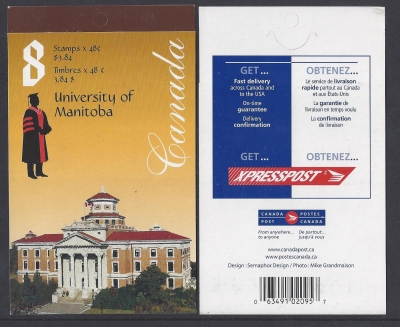 8
Stamps x 48¢
$3.84
Timbres x 48 ¢
3,84 $
University of
Manitoba
Canada
GET ...
Fast delivery
across Canada and
to the USA
On-time
guarantee
Delivery
confirmation
OBTENEZ...
Le service de livraison
rapide partout au Canada
et aux États-Unis
La garantie de
livraison en temps voulu
La confirmation
de livraison
GET ...
OBTENEZ...
XPRESSPOST
CANADA
POST
POSTES
CANADA
From anywhere...
to anyone
De partout...
jusqu'à vous
www.canadapost.ca
www.postescanada.ca
Design : Semaphor Design / Photo : Mike Grandmaison
0 63491 02095 7